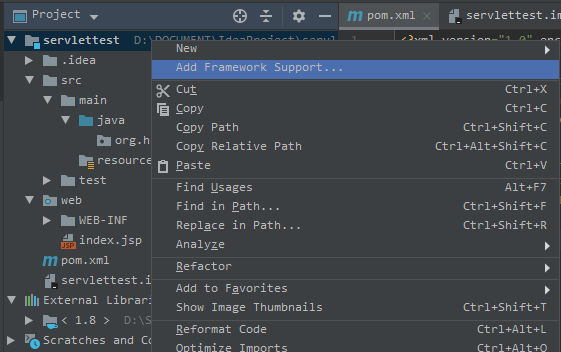 Project
pom.xml
servlettest.im
servlettest D:\DOCUMENT\IdeaProject\servl
1
<?xml version="1.0" enc
.idea
src
main
java
org.h
resource
test
web
WEB-INF
index.jsp
pom.xml
servlettest.i
External Librari
< 1.8 > D:\S
Scratches and Co
New
Add Framework Support...
Cut Ctrl+X
Copy Ctrl+C
Copy Path Ctrl+Shift+C
Copy Relative Path Ctrl+Alt+Shift+C
Paste Ctrl+V
Find Usages Alt+F7
Find in Path... Ctrl+Shift+F
Replace in Path... Ctrl+Shift+R
Analyze
Refactor
Add to Favorites
Show Image Thumbnails Ctrl+Shift+T
Reformat Code Ctrl+Alt+L
Optimize Imports Ctrl+Alt+O